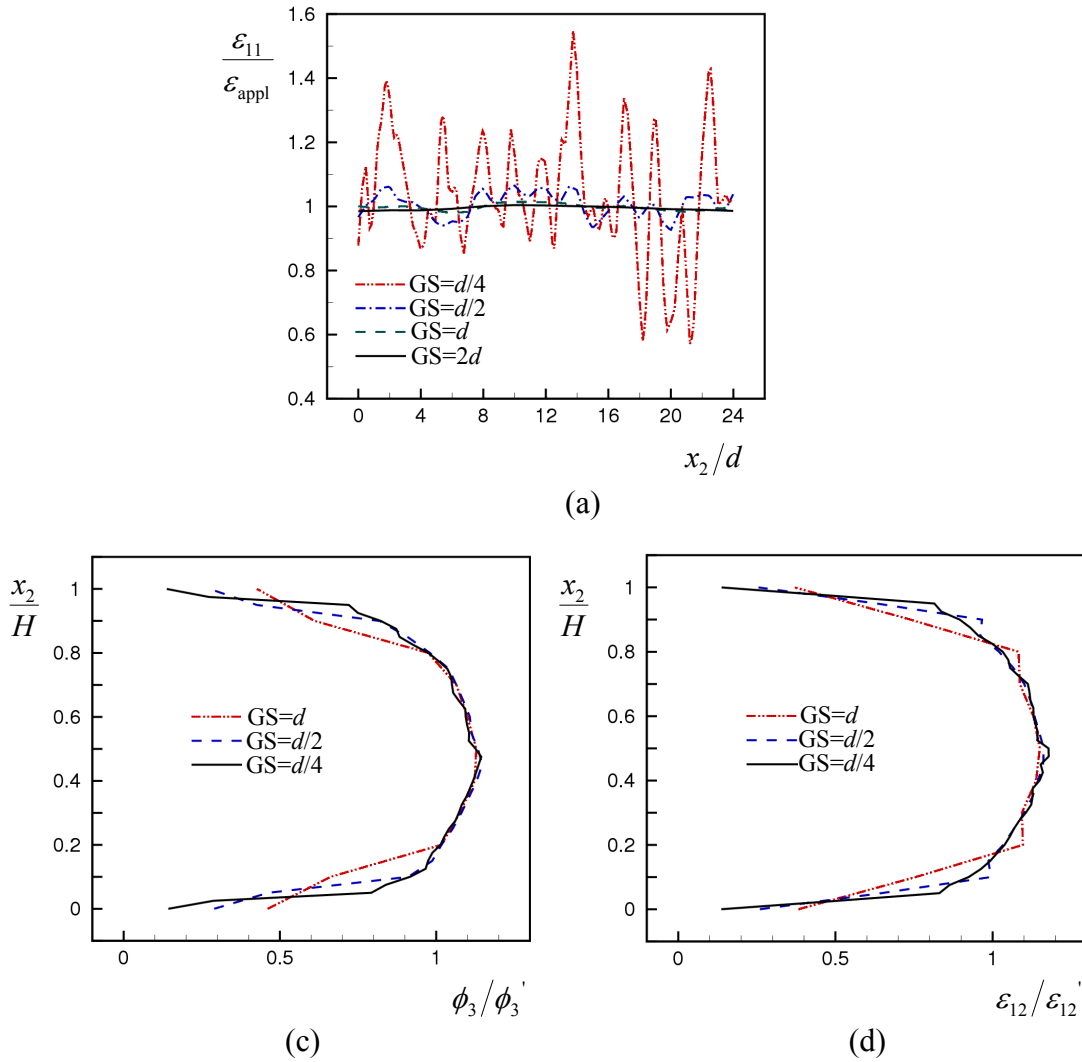 ε11/εappl
1.6
1.4
1.2
1
0.8
0.6
0.4
GS=d/4
GS=d/2
GS=d
GS=2d
0 4 8 12 16 20 24
x2/d
(a)
x2/H
1
0.8
0.6
0.4
0.2
0
GS=d
GS=d/2
GS=d/4
0 0.5 1
ϕ3/ϕ3'
(c)
x2/H
1
0.8
0.6
0.4
0.2
0
GS=d
GS=d/2
GS=d/4
0 0.5 1
ε12/ε12'
(d)